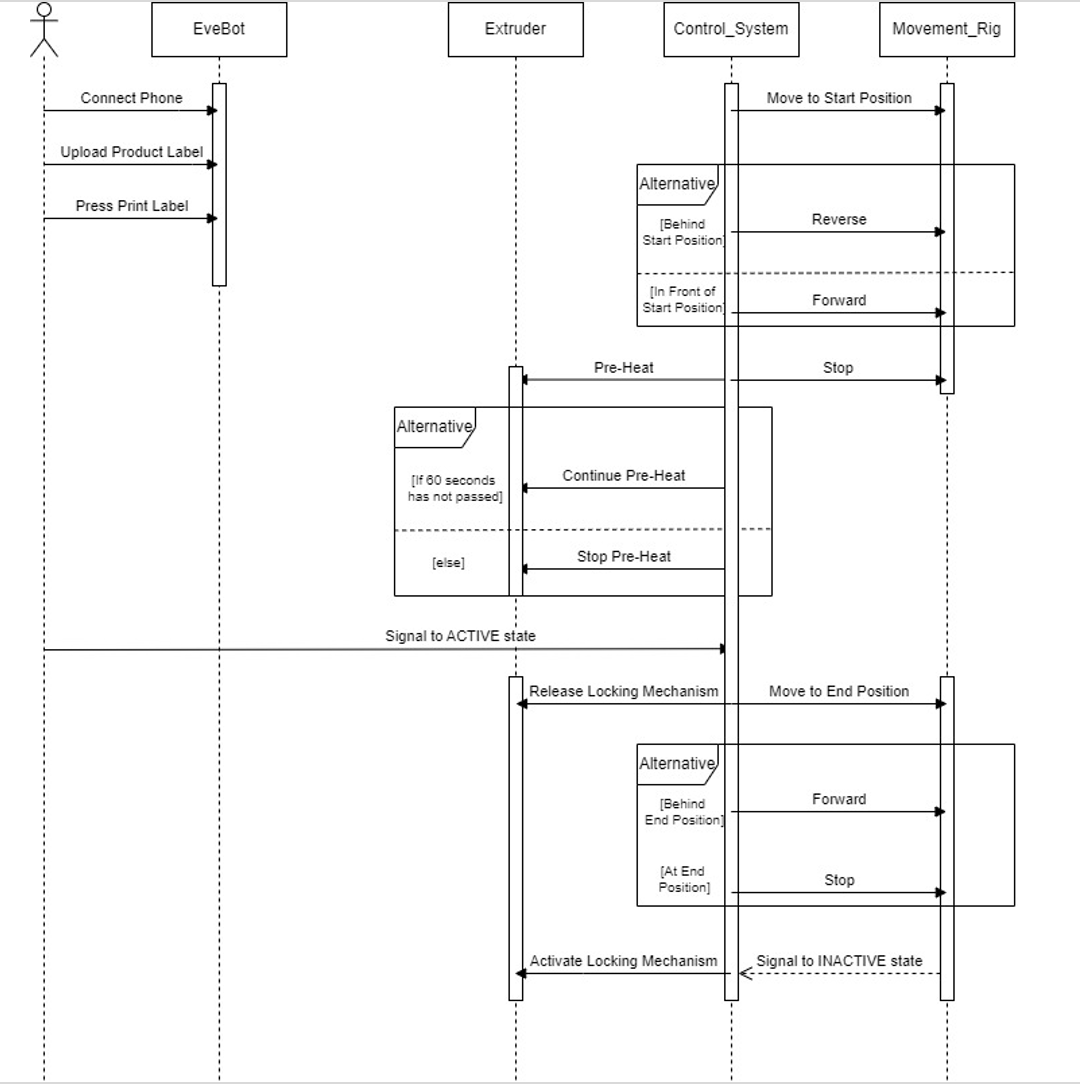 EveBot
Extruder
Control_System
Movement_Rig
Connect Phone
Move to Start Position
Upload Product Label
Alternative
Press Print Label
[Behind
Start Position]
Reverse
[In Front of
Start Position]
Forward
Pre-Heat
Stop
Alternative
[If 60 seconds
has not passed]
Continue Pre-Heat
[else]
Stop Pre-Heat
Signal to ACTIVE state
Release Locking Mechanism
Move to End Position
Alternative
[Behind
End Position]
Forward
[At End
Position]
Stop
Activate Locking Mechanism
Signal to INACTIVE state